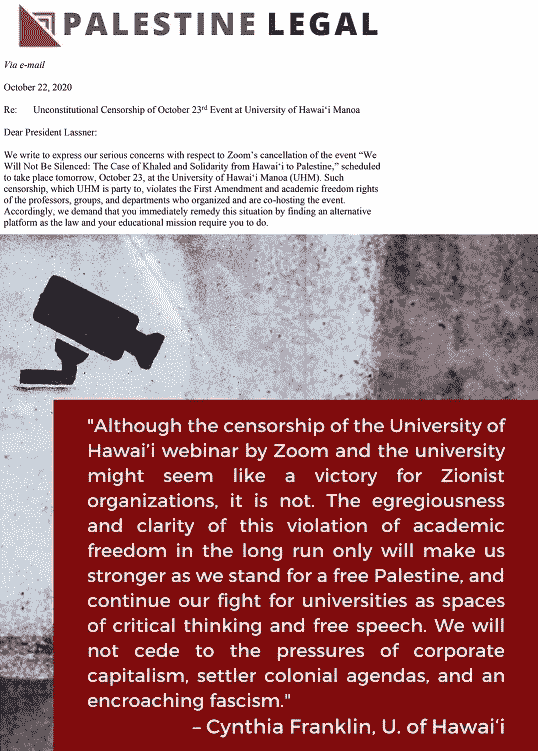 PALESTINE LEGAL
Via e-mail
October 22, 2020
Re: Unconstitutional Censorship of October 23rd Event at University of Hawai‘i Manoa
Dear President Lassner:
We write to express our serious concerns with respect to Zoom’s cancellation of the event “We
Will Not Be Silenced: The Case of Khaled and Solidarity from Hawai‘i to Palestine,” scheduled
to take place tomorrow, October 23, at the University of Hawai‘i Manoa (UHM). Such
censorship, which UHM is party to, violates the First Amendment and academic freedom rights
of the professors, groups, and departments who organized and are co-hosting the event.
Accordingly, we demand that you immediately remedy this situation by finding an alternative
platform as the law and your educational mission require you to do.
"Although the censorship of the University of
Hawai’i webinar by Zoom and the university
might seem like a victory for Zionist
organizations, it is not. The egregiousness
and clarity of this violation of academic
freedom in the long run only will make us
stronger as we stand for a free Palestine, and
continue our fight for universities as spaces
of critical thinking and free speech. We will
not cede to the pressures of corporate
capitalism, settler colonial agendas, and an
encroaching fascism."
– Cynthia Franklin, U. of Hawai‘i